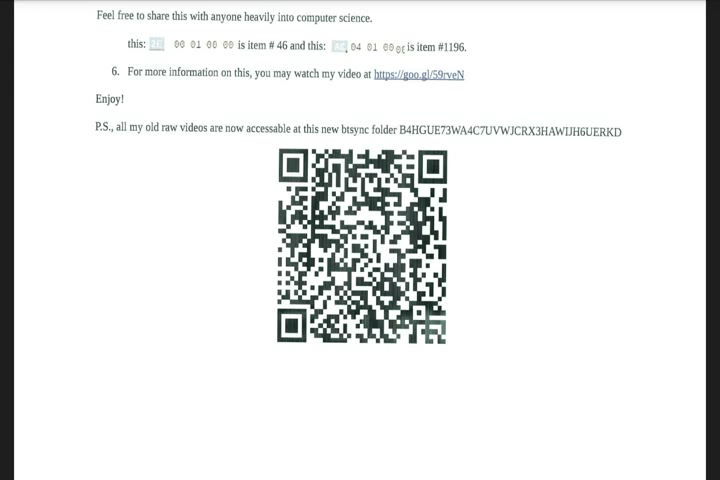 Feel free to share this with anyone heavily into computer science.
this: 2E 00 01 00 00 is item # 46 and this: AC 04 01 00 00 is item #1196.
6. For more information on this, you may watch my video at https://goo.gl/59rveN
Enjoy!
P.S., all my old raw videos are now accessable at this new btsync folder B4HGUE73WA4C7UVWJCRX3HAWIJH6UERKD